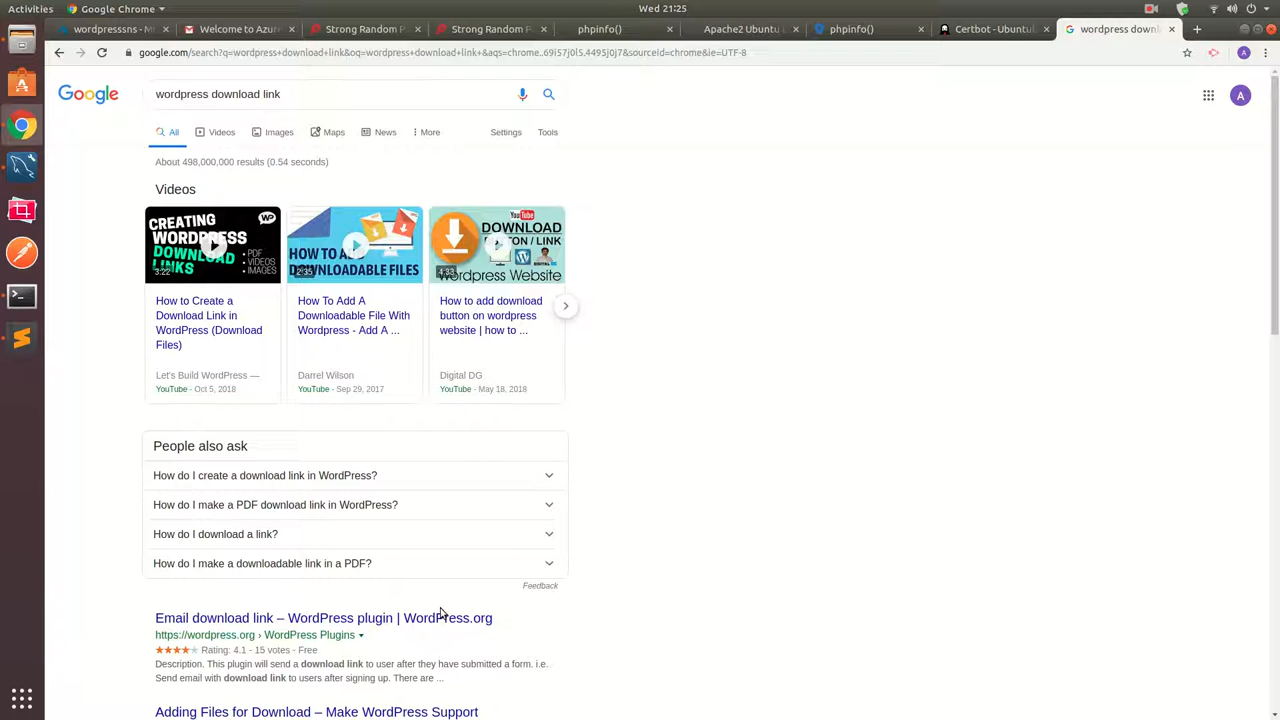 Activities
Google Chrome
Wed 21:25
wordpresssns - M
Welcome to Azure
Strong Random P
Strong Random P
phpinfo()
Apache2 Ubuntu
phpinfo()
Certbot - Ubuntu
wordpress down
google.com/search?q=wordpress+download+link&oq=wordpress+download+link+&aqs=chrome..69i57j0l5.4495j0j7&sourceid=chrome&ie=UTF-8
A
Google
wordpress download link
A
All
Videos
Images
Maps
News
More
Settings
Tools
About 498,000,000 results (0.54 seconds)
Videos
CREATING
WORDPRESS
DOWNLOAD
LINKS
• PDF
• VIDEOS
• IMAGES
WP
3:22
HOW TO ADD
DOWNLOADABLE FILES
2:35
YouTube
DOWNLOAD
BUTTON / LINK
Wordpress Website
4:33
How to Create a
Download Link in
WordPress (Download
Files)
Let's Build WordPress —
YouTube - Oct 5, 2018
How To Add A
Downloadable File With
Wordpress - Add A ...
Darrel Wilson
YouTube - Sep 29, 2017
How to add download
button on wordpress
website | how to ...
Digital DG
YouTube - May 18, 2018
People also ask
How do I create a download link in WordPress?
How do I make a PDF download link in WordPress?
How do I download a link?
How do I make a downloadable link in a PDF?
Feedback
Email download link – WordPress plugin | WordPress.org
https://wordpress.org › WordPress Plugins
Rating: 4.1 - 15 votes - Free
Description. This plugin will send a download link to user after they have submitted a form. i.e.
Send email with download link to users after signing up. There are ...
Adding Files for Download – Make WordPress Support